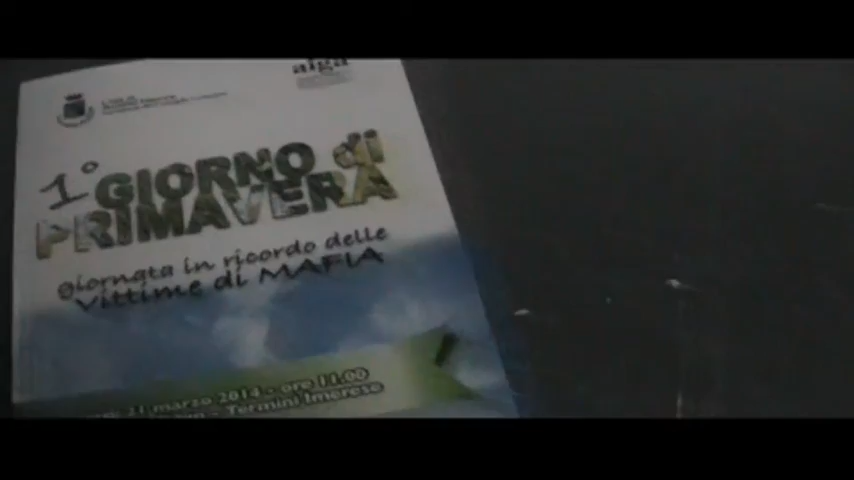 aiga
1° GIORNO di
PRIMAVERA
giornata in ricordo delle
vittime di MAFIA
21 marzo 2014 - ore 11.00
- Termini Imerese